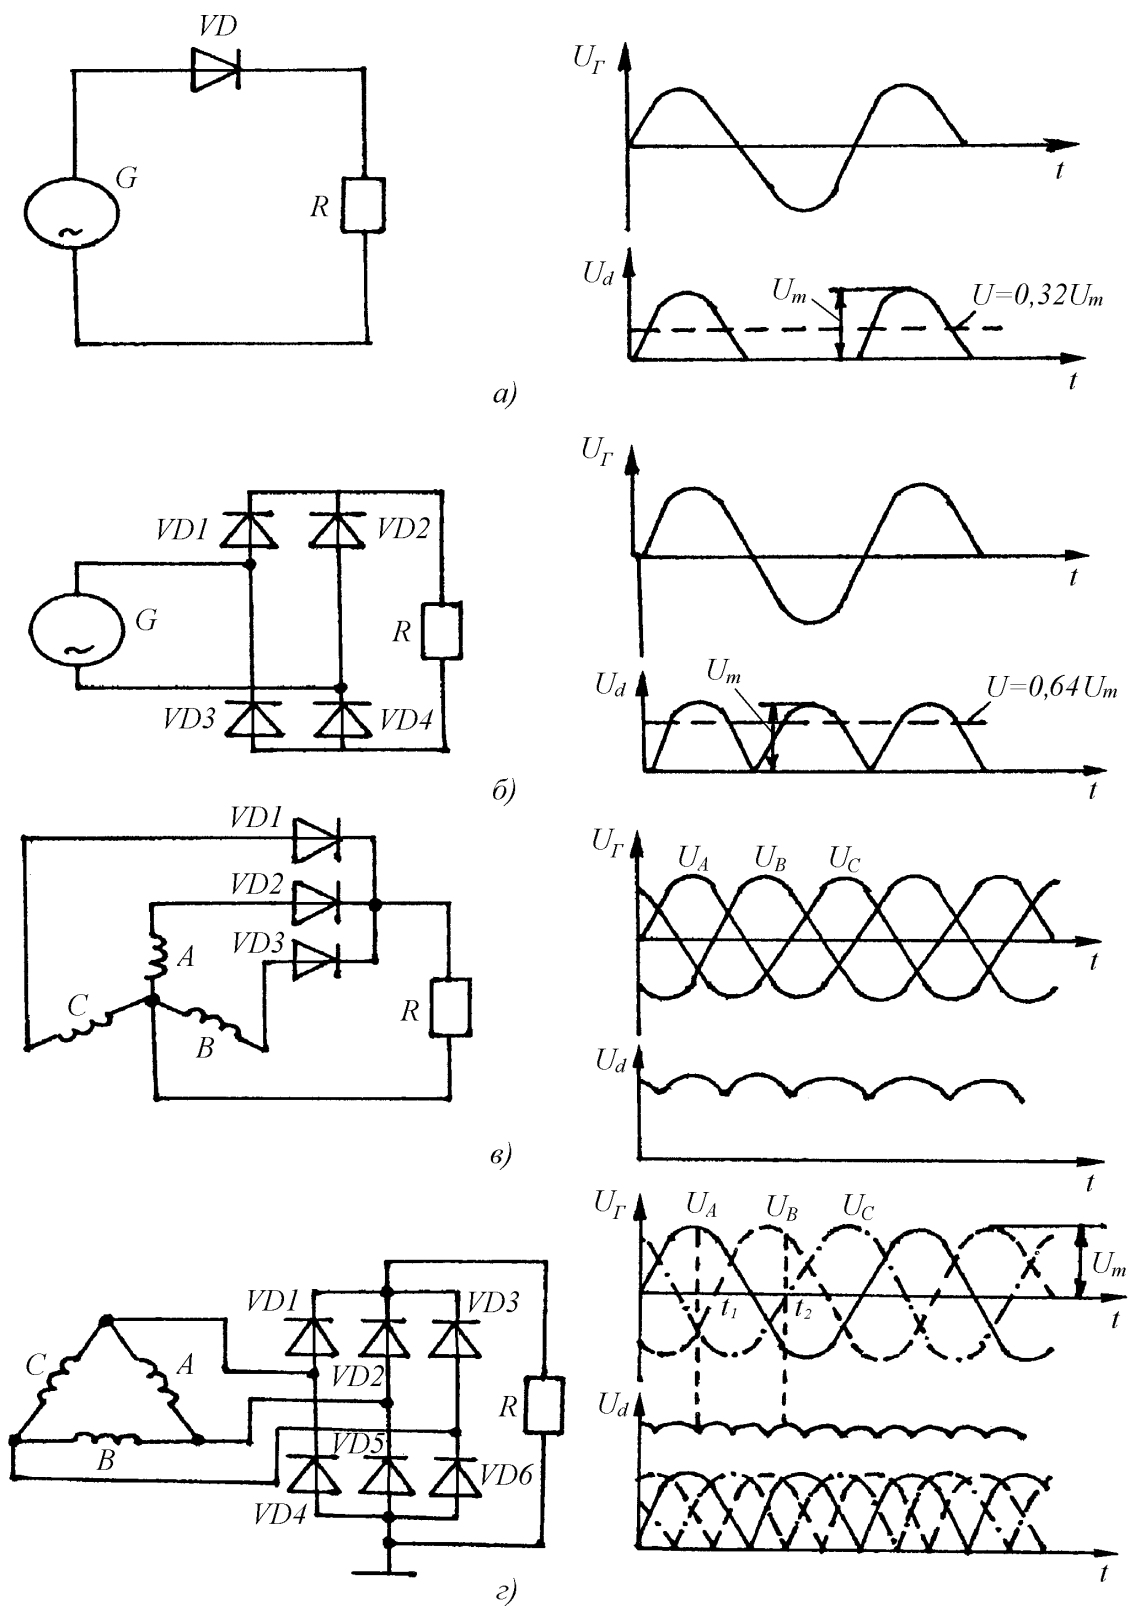 VD
G
R
U_Г
t
U_d
U_m
U=0,32U_m
t
а)
VD1
VD2
G
R
VD3
VD4
U_Г
t
U_d
U_m
U=0,64U_m
t
б)
VD1
VD2
VD3
A
C
B
R
U_Г
U_A
U_B
U_C
t
U_d
t
в)
VD1
VD3
C
A
VD2
R
B
VD5
VD6
VD4
U_Г
U_A
U_B
U_C
U_m
t_1
t_2
t
U_d
t
г)